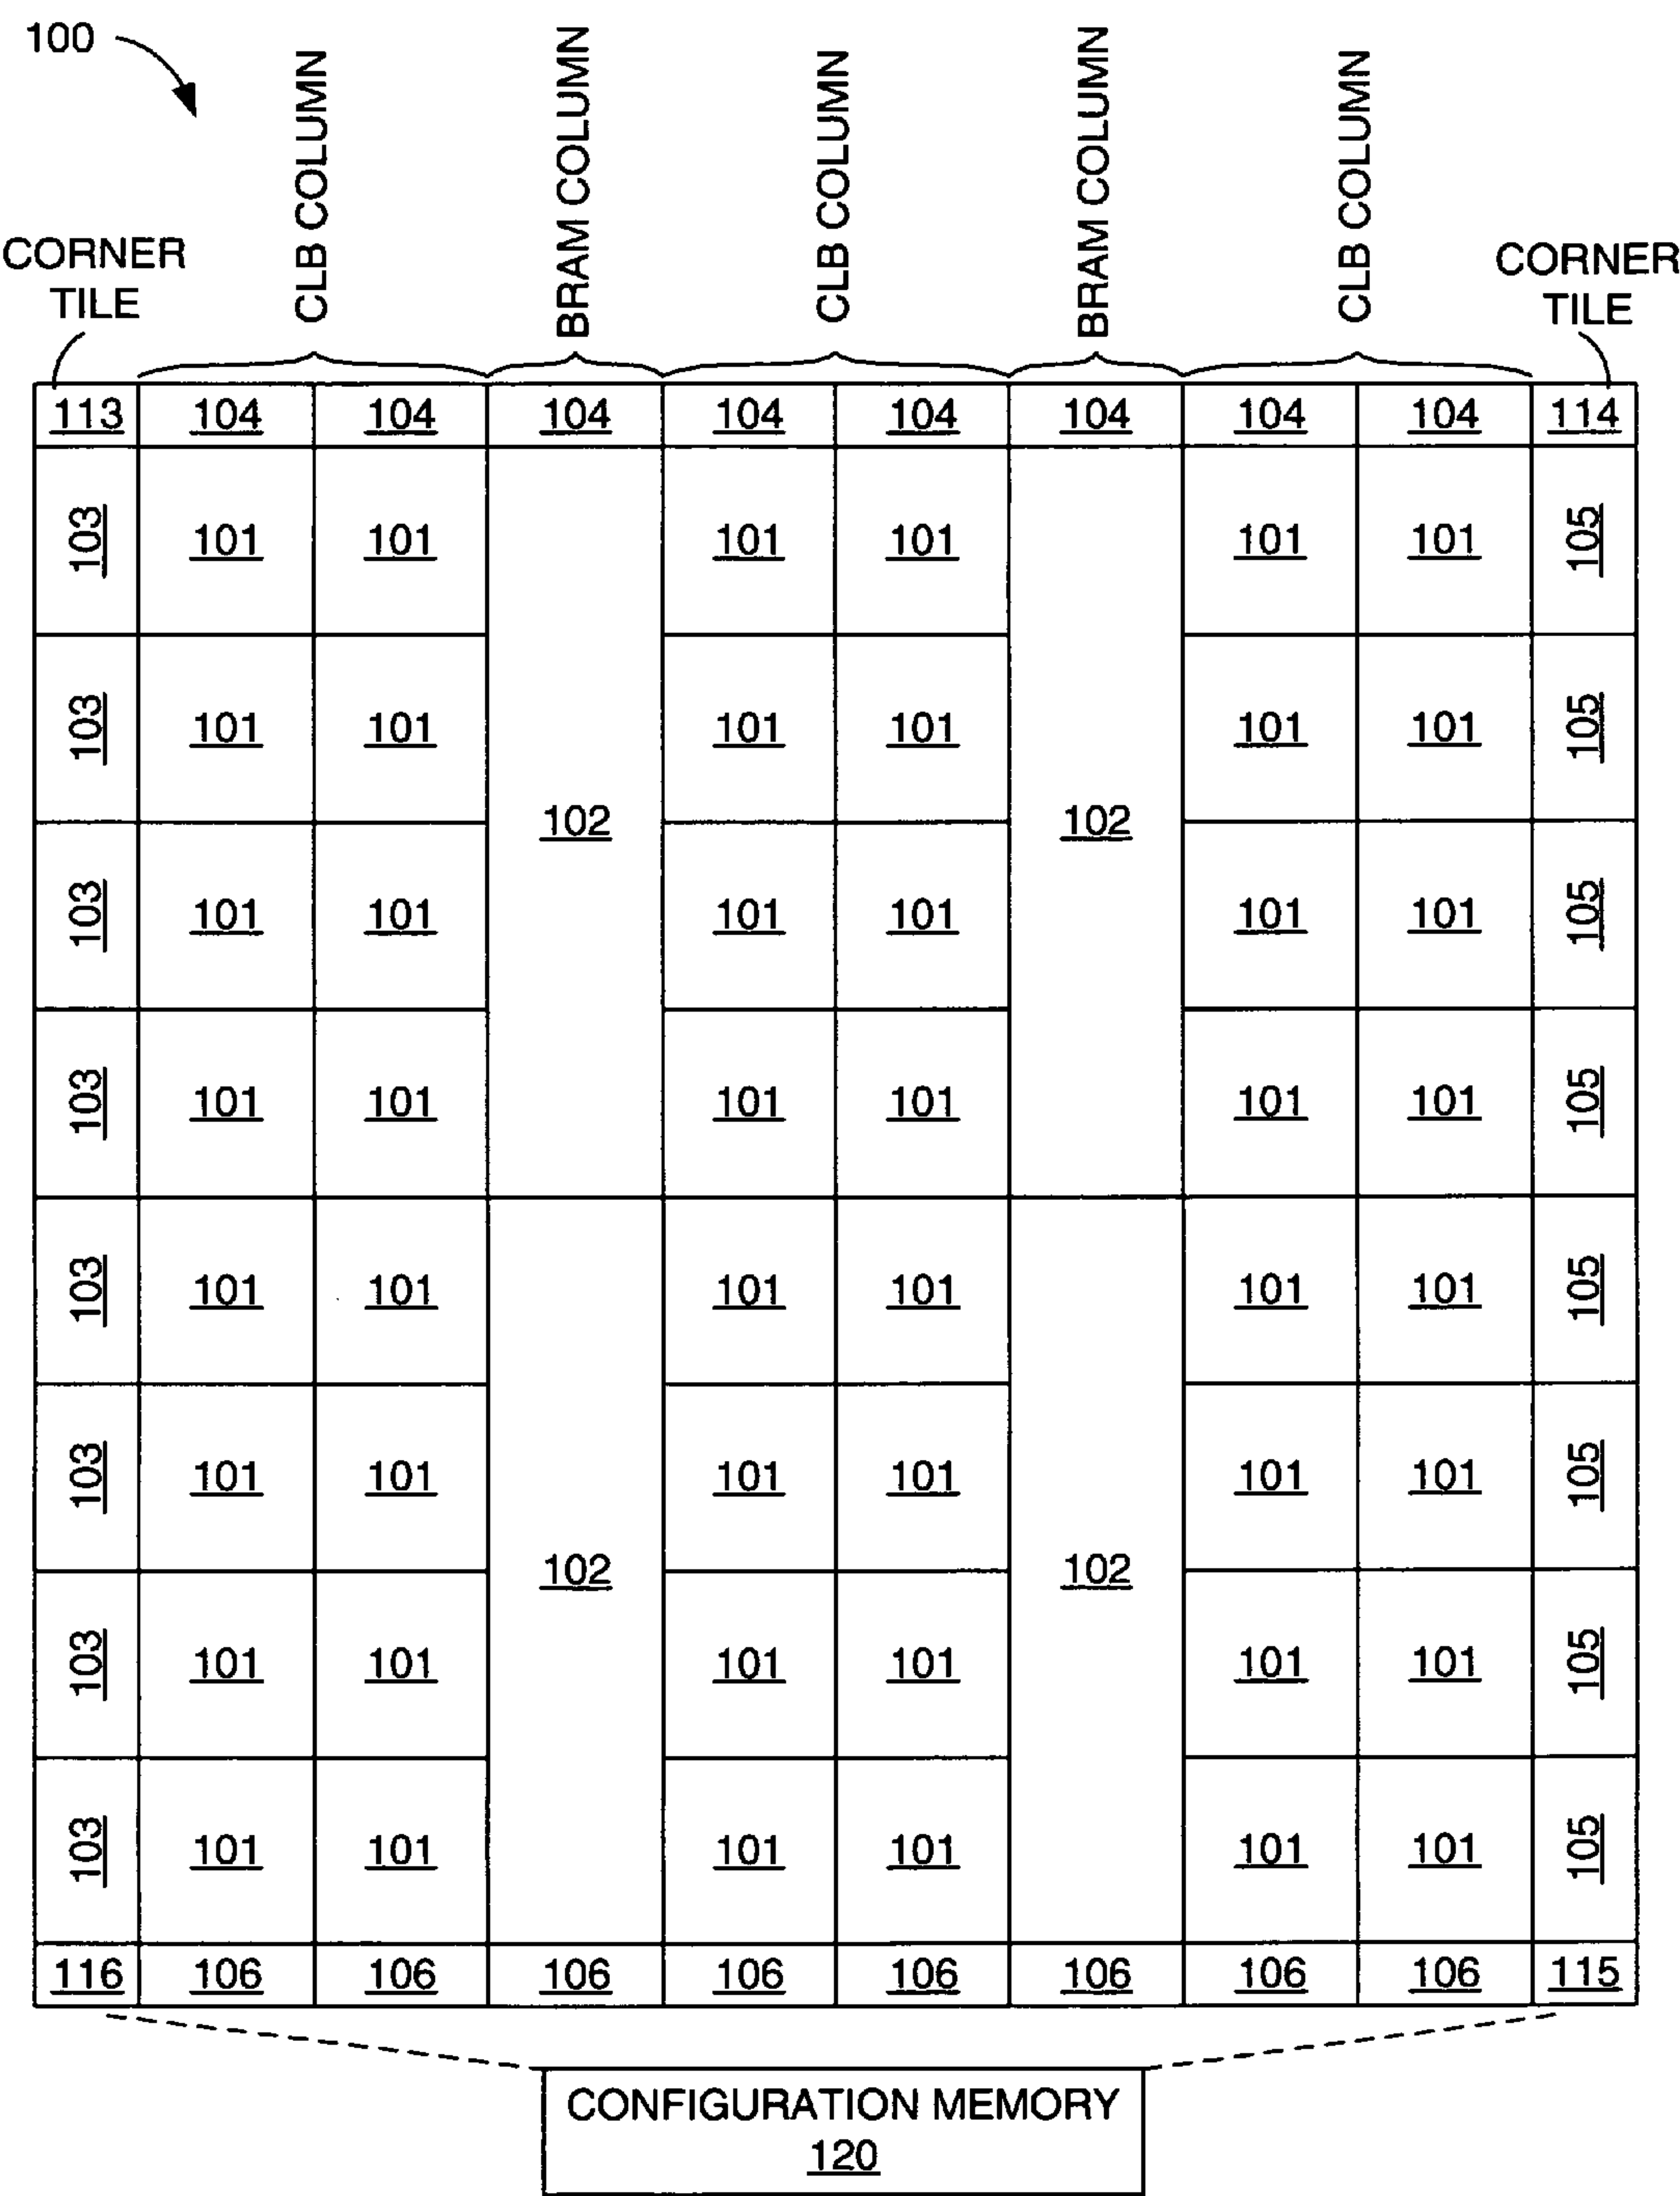 100
CLB COLUMN
BRAM COLUMN
CLB COLUMN
BRAM COLUMN
CLB COLUMN
CORNER
TILE
CORNER
TILE
113 104 104 104 104 104 104 104 104 114
103 101 101 101 101 101 101 105
103 101 101 101 101 101 101 105
102 102
103 101 101 101 101 101 101 105
103 101 101 101 101 101 101 105
103 101 101 101 101 101 101 105
103 101 101 101 101 101 101 105
102 102
103 101 101 101 101 101 101 105
103 101 101 101 101 101 101 105
116 106 106 106 106 106 106 106 106 115
CONFIGURATION MEMORY
120